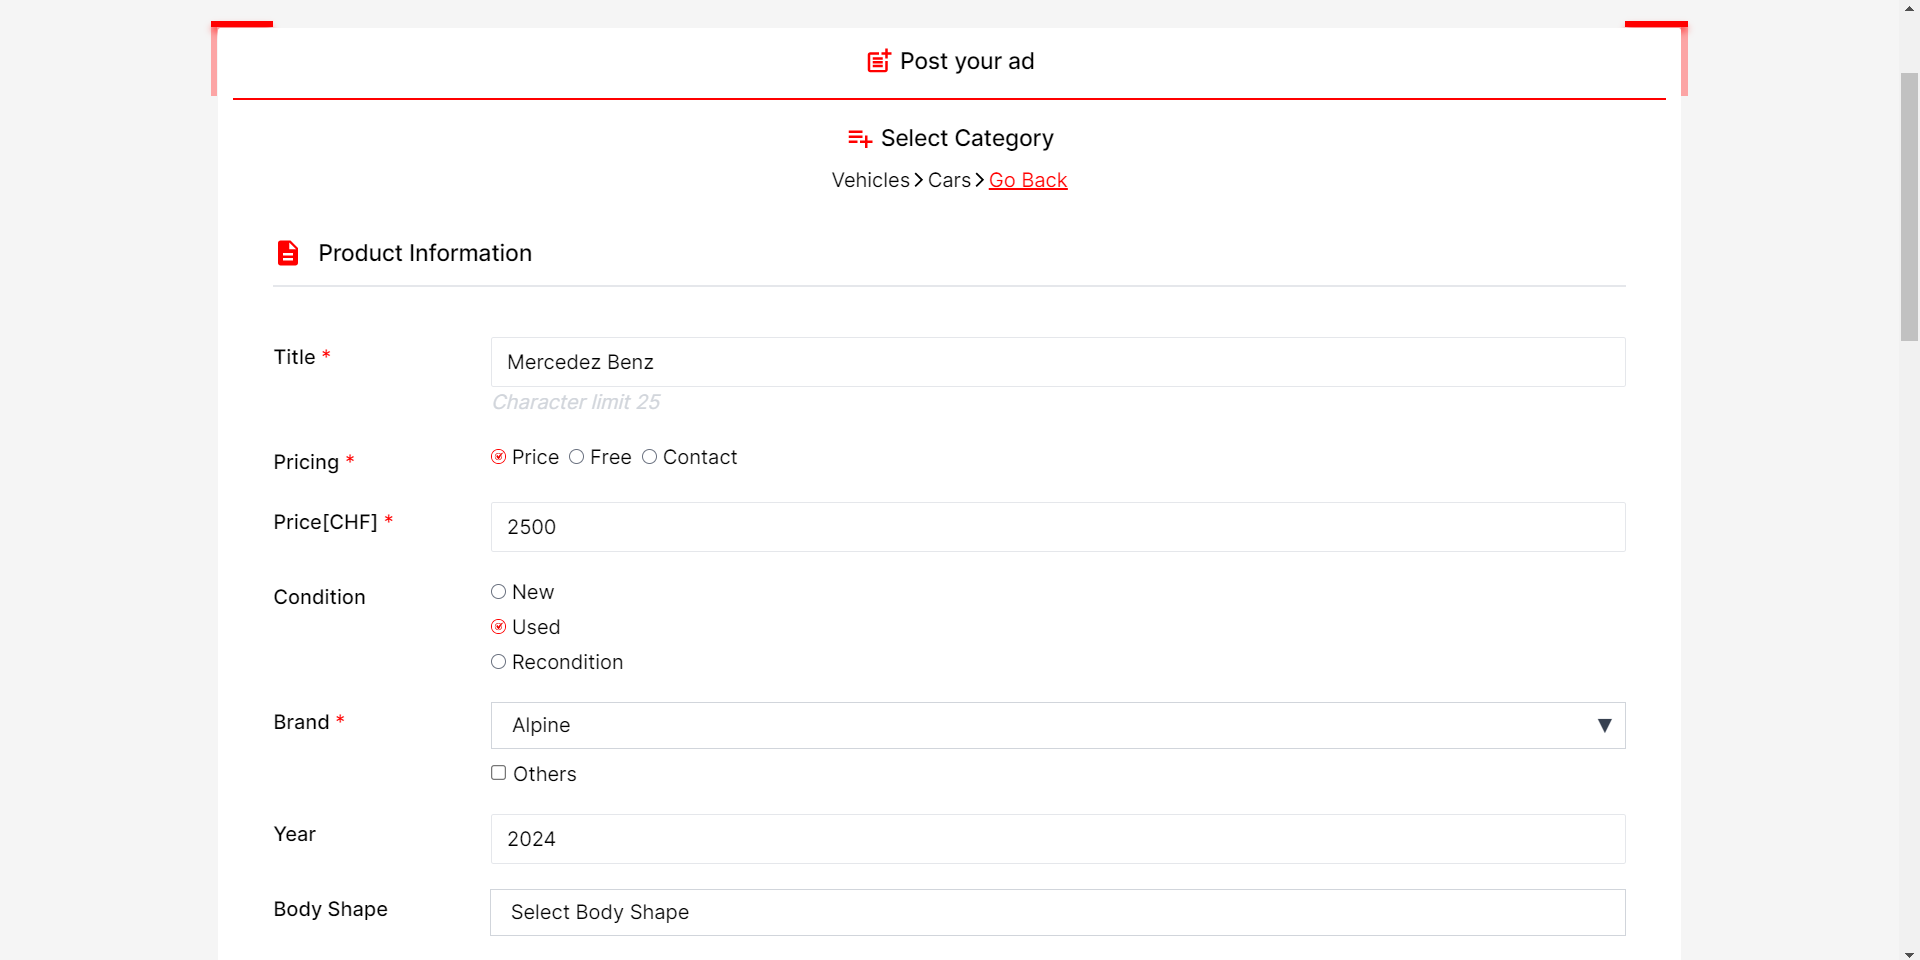 Post your ad
Select Category
Vehicles > Cars > Go Back
Product Information
Title *
Mercedez Benz
Character limit 25
Pricing *
Price Free Contact
Price[CHF] *
2500
Condition
New
Used
Recondition
Brand *
Alpine
Others
Year
2024
Body Shape
Select Body Shape